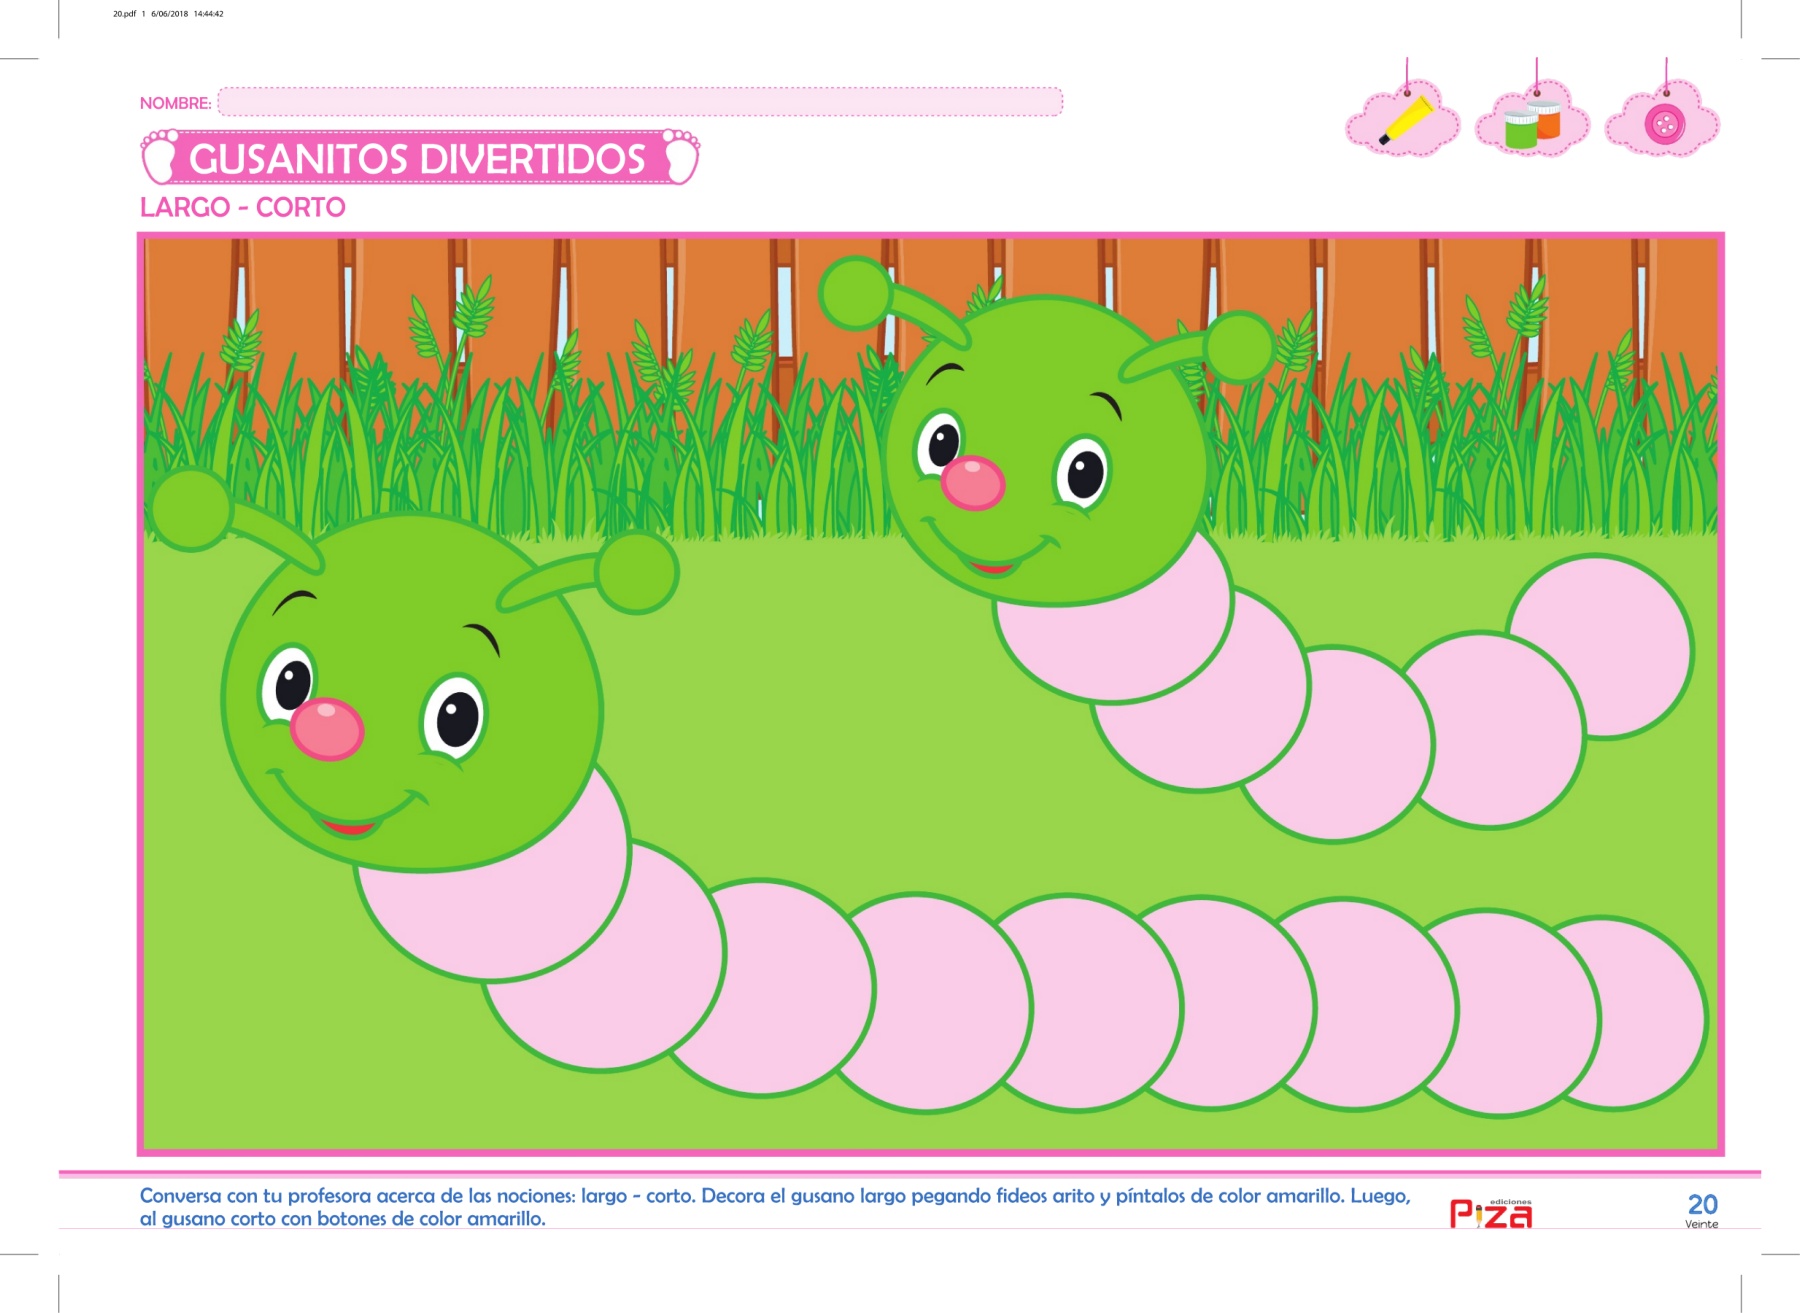 20.pdf 1 6/06/2018 14:44:42
NOMBRE:
GUSANITOS DIVERTIDOS
LARGO - CORTO
Conversa con tu profesora acerca de las nociones: largo - corto. Decora el gusano largo pegando fideos arito y píntalos de color amarillo. Luego,
al gusano corto con botones de color amarillo.
ediciones
Piza
20
Veinte